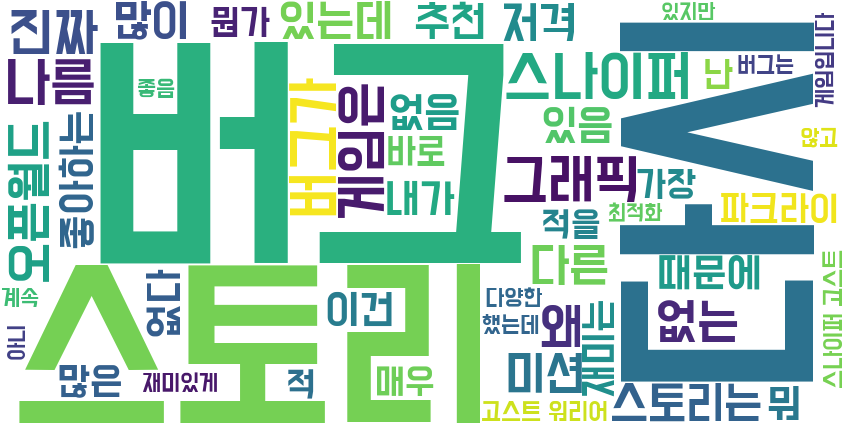 진짜
많이
뭔가
있는데
추천
저격
있지만
게임입니다
나름
좋음
버그
버그가
게임은
없음
스나이퍼
난
버그는
다시
있음
않고
오픈월드
좋아하는
바로
내가
그래픽
가장
파크라이
적을
최적화
스토리
다른
때문에
계속
없다
이건
다양한
했는데
왜
재미는
없는
스나이퍼 고스트
아니
많은
재미있게
적
매우
미션
고스트 워리어
스토리는
뭐